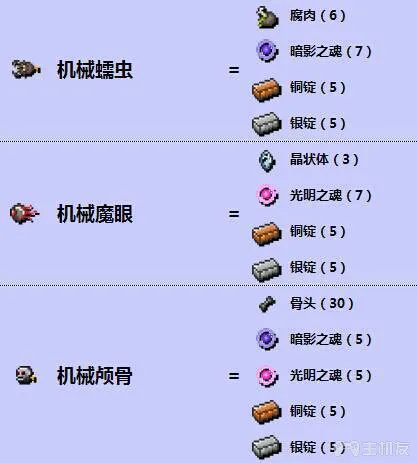 腐肉（6）
暗影之魂（7）
机械蠕虫 =
铜锭（5）
银锭（5）
晶状体（3）
光明之魂（7）
机械魔眼 =
铜锭（5）
银锭（5）
骨头（30）
暗影之魂（5）
机械颅骨 =
光明之魂（5）
铜锭（5）
银锭（5）
主机友